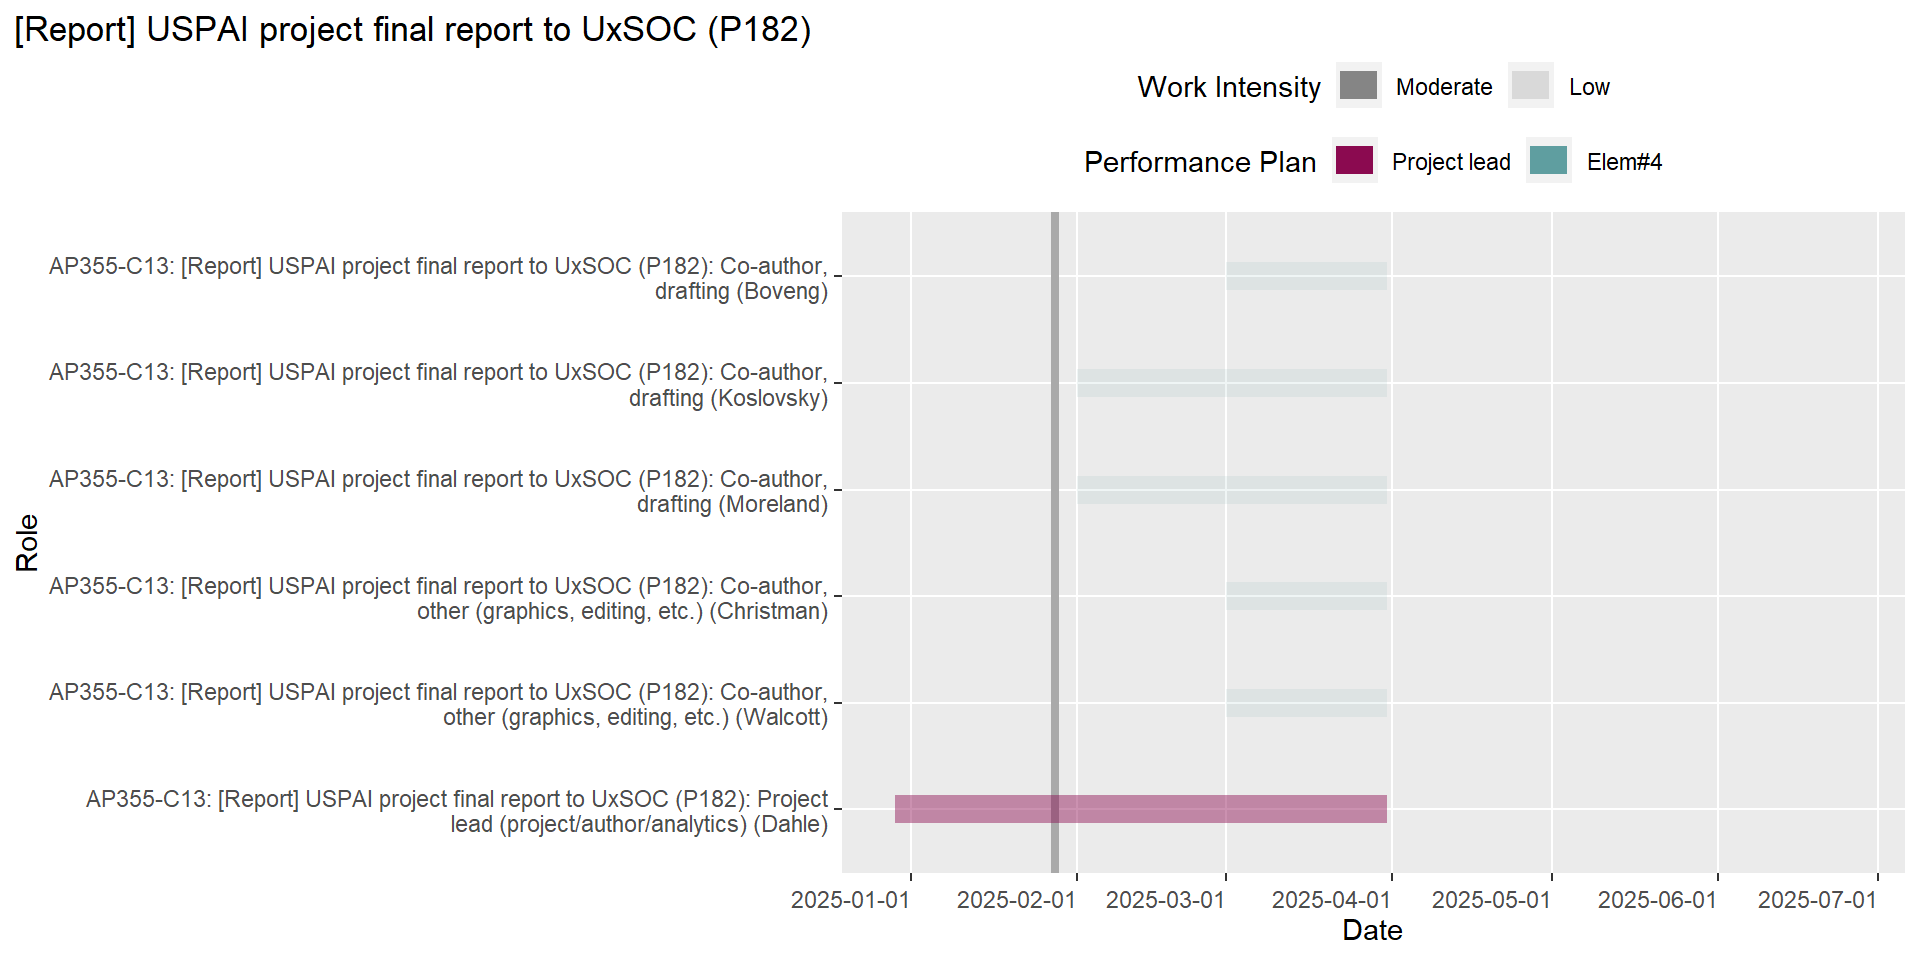 [Report] USPAI project final report to UxSOC (P182)
Work Intensity Moderate Low
Performance Plan Project lead Elem#4
AP355-C13: [Report] USPAI project final report to UxSOC (P182): Co-author,
drafting (Boveng)
AP355-C13: [Report] USPAI project final report to UxSOC (P182): Co-author,
drafting (Koslovsky)
AP355-C13: [Report] USPAI project final report to UxSOC (P182): Co-author,
drafting (Moreland)
Role
AP355-C13: [Report] USPAI project final report to UxSOC (P182): Co-author,
other (graphics, editing, etc.) (Christman)
AP355-C13: [Report] USPAI project final report to UxSOC (P182): Co-author,
other (graphics, editing, etc.) (Walcott)
AP355-C13: [Report] USPAI project final report to UxSOC (P182): Project
lead (project/author/analytics) (Dahle)
2025-01-01 2025-02-01 2025-03-01 2025-04-01 2025-05-01 2025-06-01 2025-07-01
Date